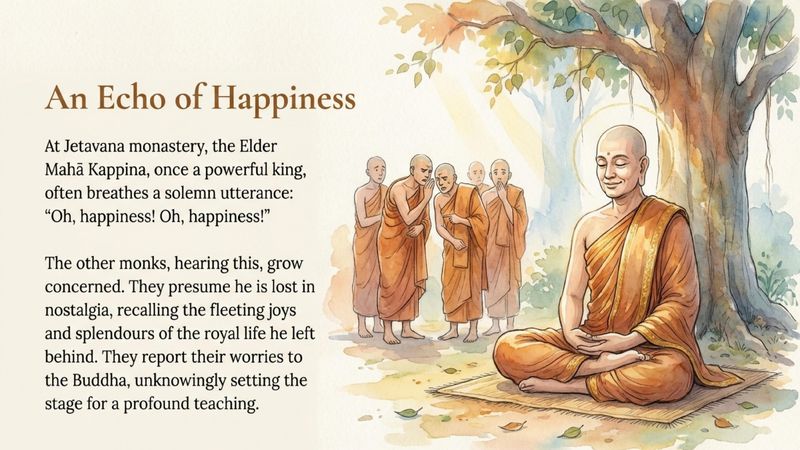 An Echo of Happiness
At Jetavana monastery, the Elder
Mahā Kappina, once a powerful king,
often breathes a solemn utterance:
“Oh, happiness! Oh, happiness!”
The other monks, hearing this, grow
concerned. They presume he is lost in
nostalgia, recalling the fleeting joys
and splendours of the royal life he left
behind. They report their worries to
the Buddha, unknowingly setting the
stage for a profound teaching.